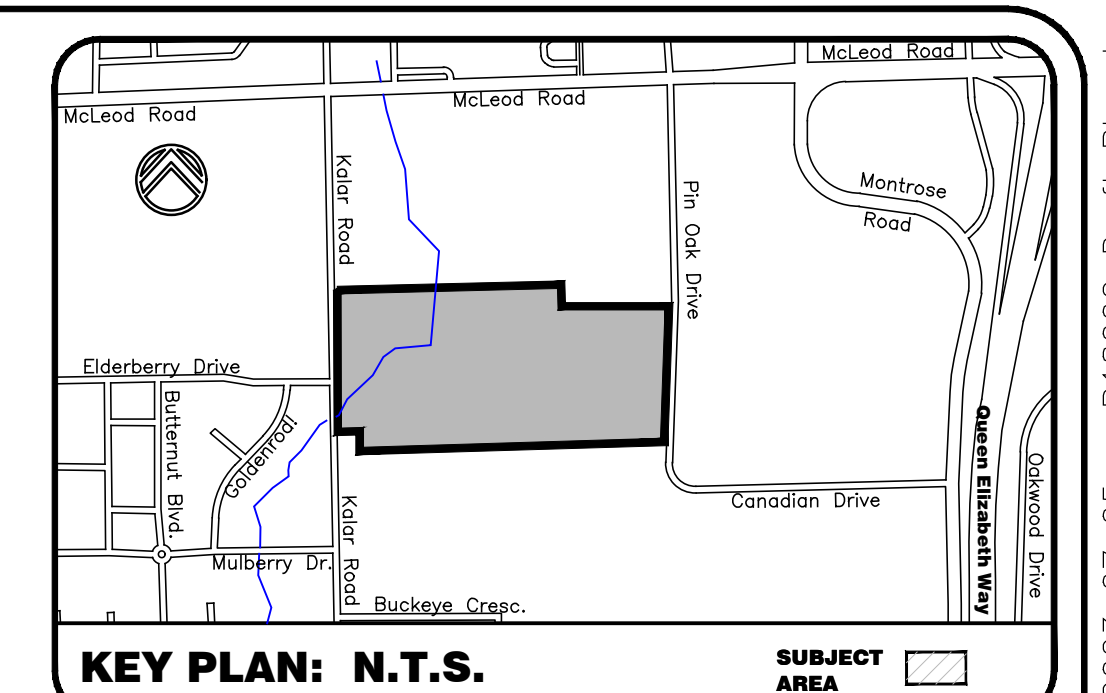 McLeod Road
McLeod Road
McLeod Road
Kalar Road
Pin Oak Drive
Montrose
Road
Elderberry Drive
Butternut Blvd.
Goldenrod
Queen Elizabeth Way
Oakwood Drive
Canadian Drive
Kalar Road
Mulberry Dr.
Buckeye Cresc.
KEY PLAN: N.T.S.
SUBJECT
AREA